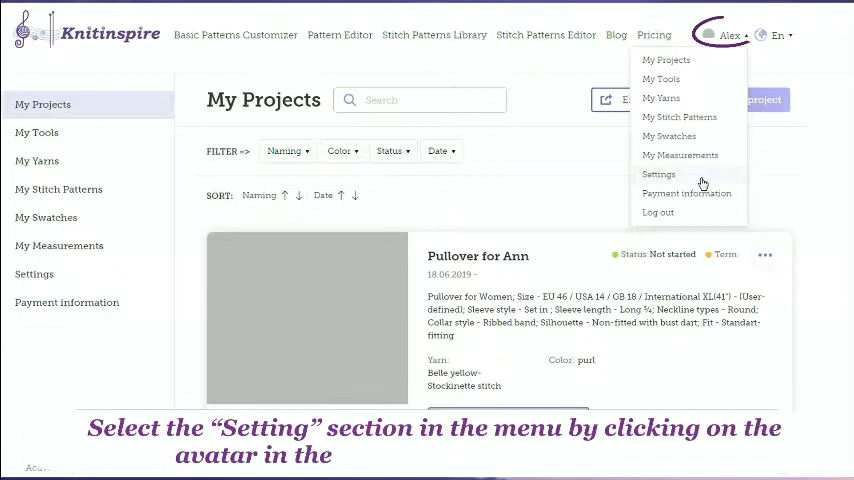 Knitinspire
Basic Patterns Customizer Pattern Editor Stitch Patterns Library Stitch Patterns Editor Blog Pricing Alex En
My Projects
My Tools
My Yarns
My Stitch Patterns
My Swatches
My Measurements
Settings
Payment information
Log out
My Projects
My Tools
My Yarns
My Stitch Patterns
My Swatches
My Measurements
Settings
Payment information
My Projects
Search
project
FILTER => Naming Color Status Date
SORT: Naming ↑ ↓ Date ↑ ↓
Pullover for Ann
Status: Not started Term:
18.06.2019 -
Pullover for Women; Size - EU 46 / USA 14 / GB 18 / International XL(41") - (User-
defined); Sleeve style - Set in ; Sleeve length - Long ¾; Neckline types - Round;
Collar style - Ribbed band; Silhouette - Non-fitted with bust dart; Fit - Standart-
fitting
Yarn:
Belle yellow-
Stockinette stitch
Color: purl
Select the “Setting” section in the menu by clicking on the
avatar in the